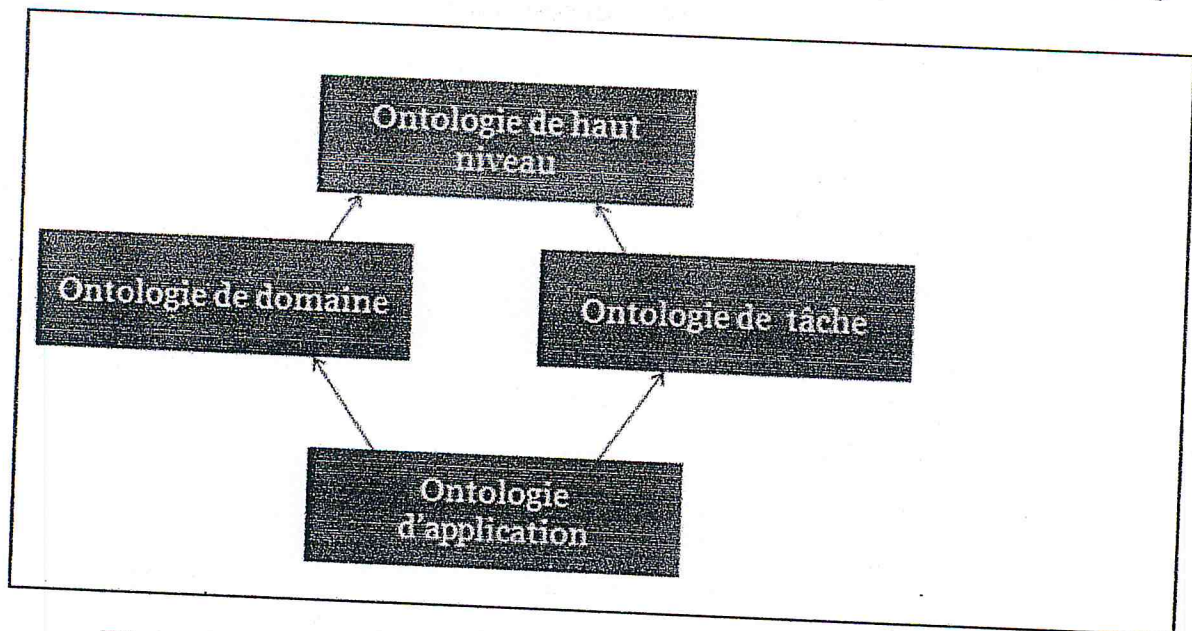 Ontologie de haut
niveau
Ontologie de domaine
Ontologie de tâche
Ontologie
d'application